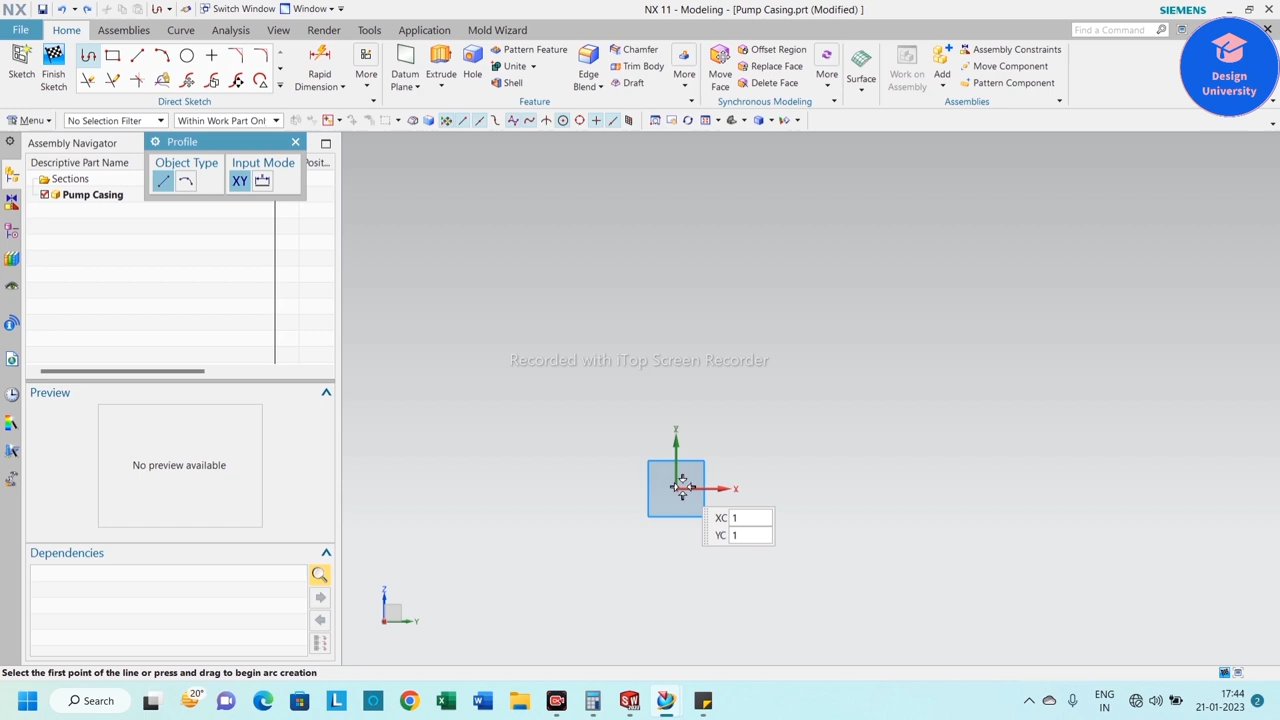 NX
Switch Window
Window
NX 11 - Modeling - [Pump Casing.prt (Modified) ]
SIEMENS
File
Home
Assemblies
Curve
Analysis
View
Render
Tools
Application
Mold Wizard
Find a Command
Sketch
Finish
Sketch
Direct Sketch
Rapid
Dimension
More
Datum
Plane
Extrude
Hole
Pattern Feature
Unite
Shell
Edge
Blend
Chamfer
Trim Body
Draft
More
Feature
Move
Face
Offset Region
Replace Face
Delete Face
More
Synchronous Modeling
Surface
Work on
Assembly
Add
Assembly Constraints
Move Component
Pattern Component
Assemblies
Design
University
Menu
No Selection Filter
Within Work Part Onl
Assembly Navigator
Profile
Descriptive Part Name
Posit...
Object Type
Input Mode
XY
Sections
Pump Casing
Recorded with iTop Screen Recorder
Preview
No preview available
Dependencies
X
XC 1
YC 1
Z
Y
Select the first point of the line or press and drag to begin arc creation
Search
20°
ENG
IN
17:44
21-01-2023
2